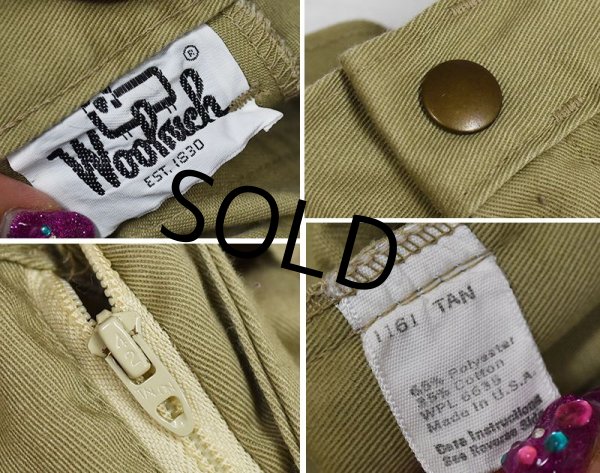 Woolrich
®
EST. 1830
SOLD
1161 / TAN
65% Polyester
35% Cotton
WPL 6635
Made in U.S.A
Care Instructions
See Reverse Side